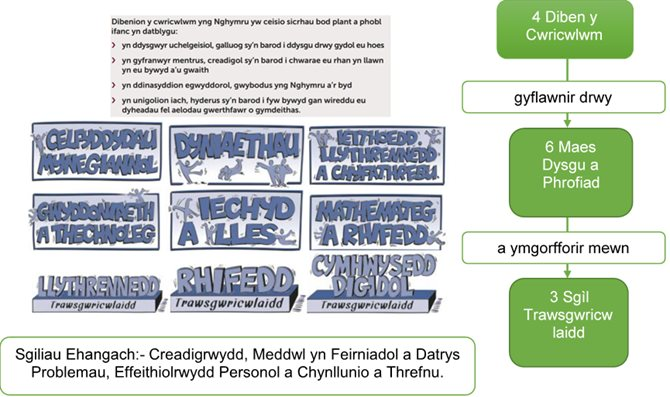 Dibenion y cwricwlwm yng Nghymru yw ceisio sicrhau bod plant a phobl
ifanc yn datblygu:
yn ddysgwyr uchelgeisiol, galluog sy'n barod i ddysgu drwy gydol eu hoes
yn gyfranwyr mentrus, creadigol sy'n barod i chwarae eu rhan yn llawn
yn eu bywyd a'u gwaith
yn ddinasyddion egwyddorol, gwybodus yng Nghymru a'r byd
yn unigolion iach, hyderus sy'n barod i fyw bywyd gan wireddu eu
dyheadau fel aelodau gwerthfawr o gymdeithas.
CELFYDDYDAU
MYNEGIANNOL
DYNIAETHAU
IEITHOEDD
LLYTHRENNEDD
A CHYFATHREBU
GWYDDONIAETH
A THECHNOLEG
IECHYD
A LLES
MATHEMATEG
A RHIFEDD
LLYTHRENNEDD
Trawsgwricwlaidd
RHIFEDD
Trawsgwricwlaidd
CYMHWYSEDD
DIGIDOL
Trawsgwricwlaidd
Sgiliau Ehangach:- Creadigrwydd, Meddwl yn Feirniadol a Datrys
Problemau, Effeithiolrwydd Personol a Chynllunio a Threfnu.
4 Diben y
Cwricwlwm
gyflawnir drwy
6 Maes
Dysgu a
Phrofiad
a ymgorfforir mewn
3 Sgìl
Trawsgwricw
laidd